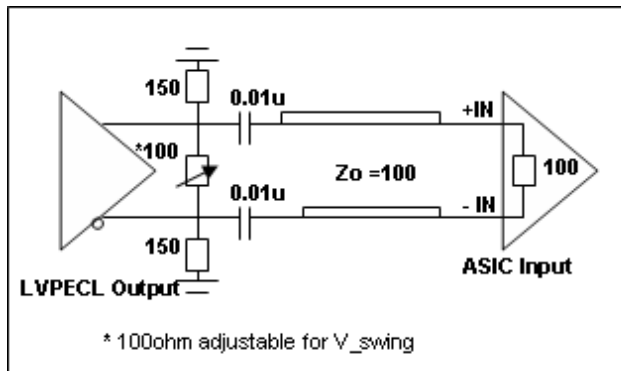 150
0.01u
+IN
*100
100
Zo =100
0.01u
- IN
150
ASIC Input
LVPECL Output
* 100ohm adjustable for V_swing